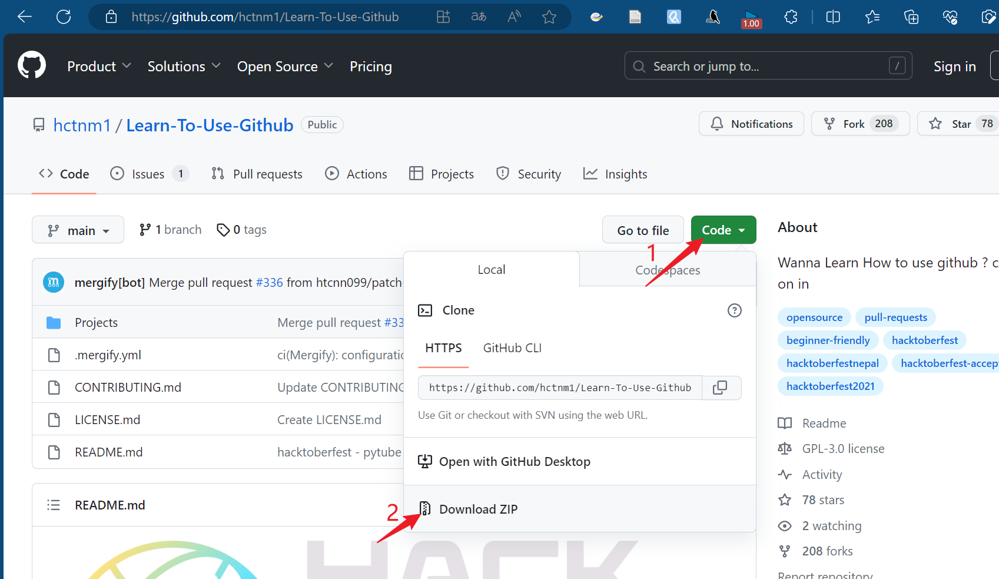 https://github.com/hctnm1/Learn-To-Use-Github
aあ
A
1.00
Product
Solutions
Open Source
Pricing
Search or jump to...
/
Sign in
hctnm1 / Learn-To-Use-Github
Public
Notifications
Fork 208
Star 78
Code
Issues 1
Pull requests
Actions
Projects
Security
Insights
main
1 branch
0 tags
Go to file
Code
1
mergify[bot] Merge pull request #336 from htcnn099/patch-
Projects
Merge pull request #33
.mergify.yml
ci(Mergify): configuratio
CONTRIBUTING.md
Update CONTRIBUTING
LICENSE.md
Create LICENSE.md
README.md
hacktoberfest - pytube
README.md
Local
Codespaces
Clone
HTTPS
GitHub CLI
https://github.com/hctnm1/Learn-To-Use-Github
Use Git or checkout with SVN using the web URL.
Open with GitHub Desktop
2
Download ZIP
HACK
About
Wanna Learn How to use github ? c
on in
opensource
pull-requests
beginner-friendly
hacktoberfest
hacktoberfestnepal
hacktoberfest-accep
hacktoberfest2021
Readme
GPL-3.0 license
Activity
78 stars
2 watching
208 forks
Report repository